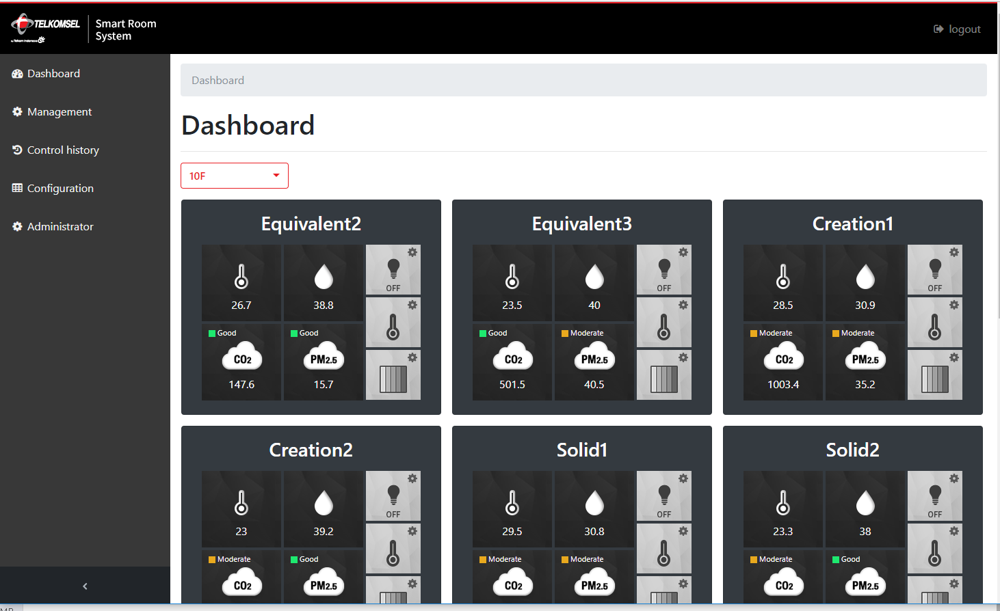 TELKOMSEL
by Telkom Indonesia
Smart Room
System
logout
Dashboard
Management
Control history
Configuration
Administrator
Dashboard
Dashboard
10F
Equivalent2
26.7
38.8
OFF
Good
CO2
147.6
Good
PM2.5
15.7
Equivalent3
23.5
40
OFF
Good
CO2
501.5
Moderate
PM2.5
40.5
Creation1
28.5
30.9
OFF
Moderate
CO2
1003.4
Moderate
PM2.5
35.2
Creation2
23
39.2
OFF
Moderate
CO2
Good
PM2.5
Solid1
29.5
30.8
OFF
Moderate
CO2
Moderate
PM2.5
Solid2
23.3
38
OFF
Moderate
CO2
Good
PM2.5